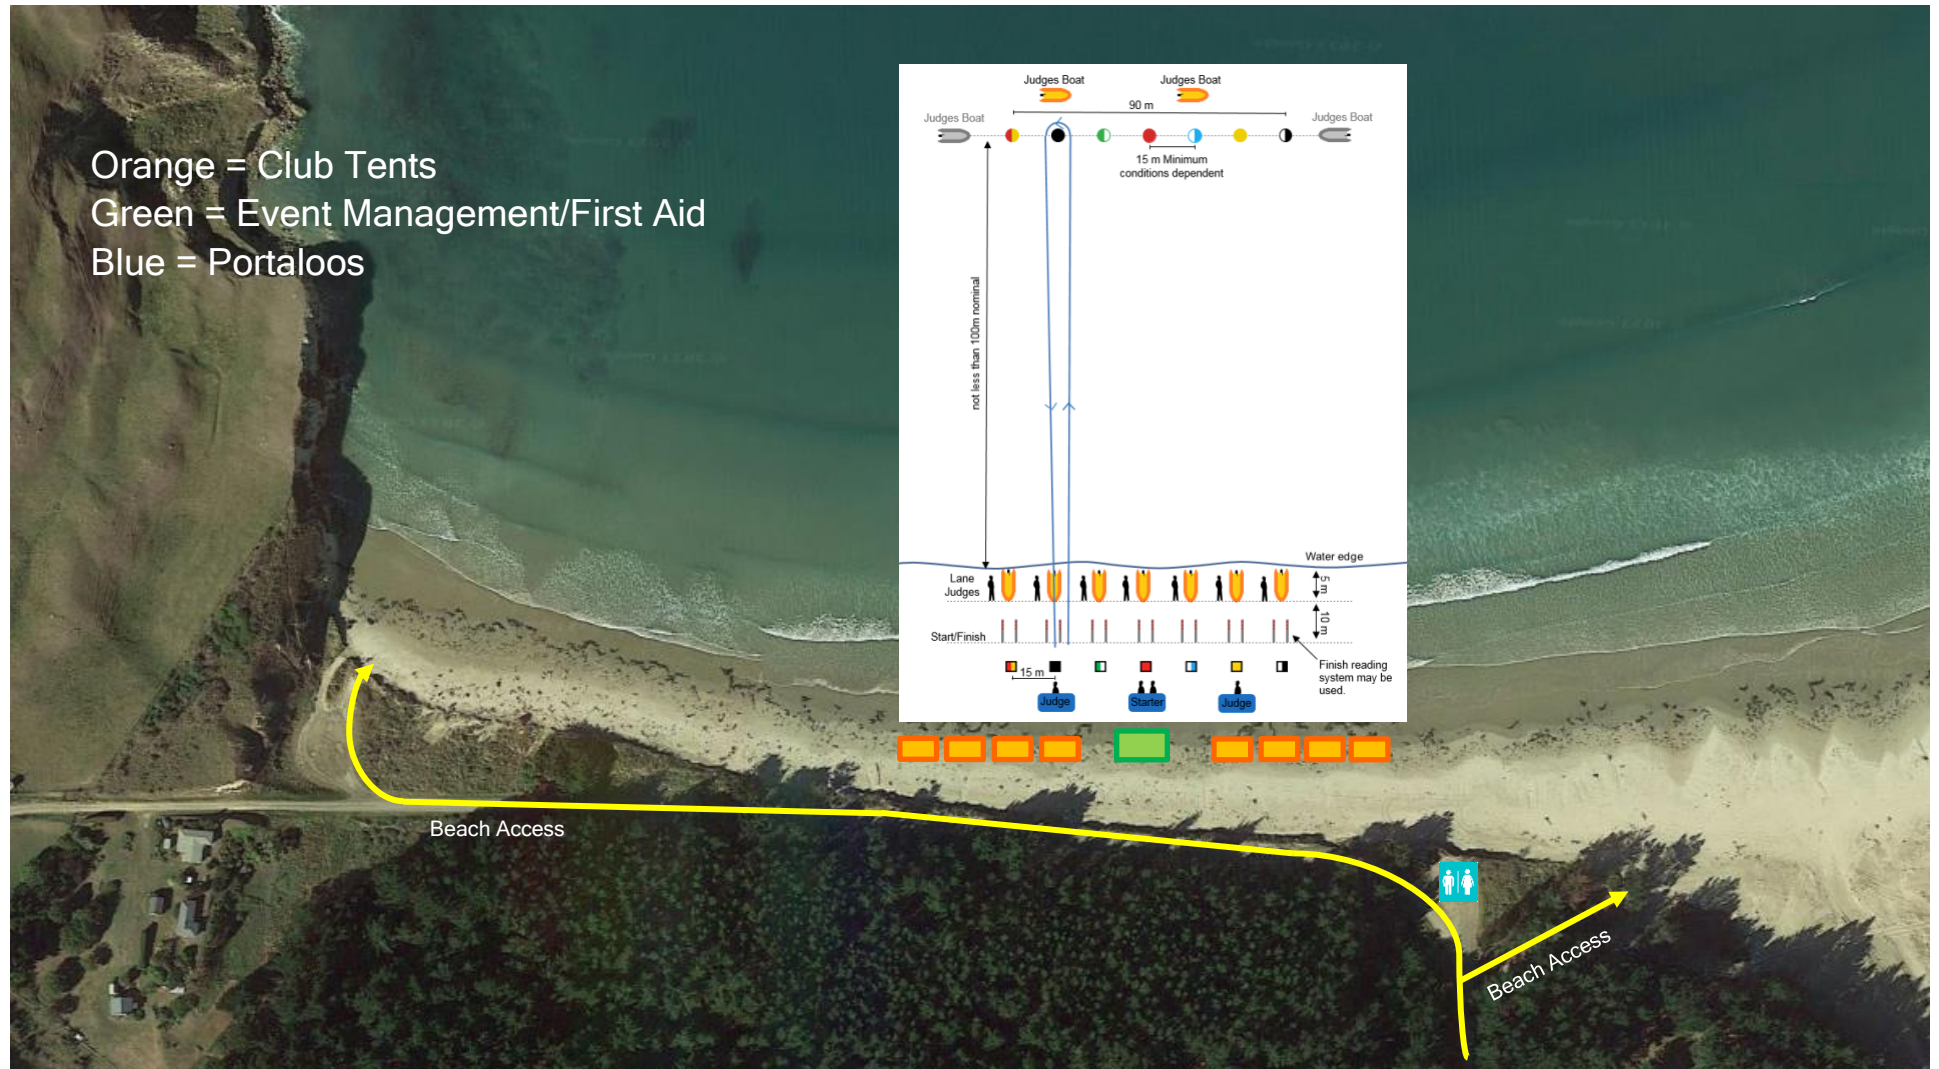 Orange = Club Tents
Green = Event Management/First Aid
Blue = Portaloos
Judges Boat
Judges Boat
90 m
Judges Boat
Judges Boat
15 m Minimum
conditions dependent
not less than 100m nominal
Water edge
Lane
Judges
5 m
10 m
Start/Finish
Finish reading
system may be
used.
15 m
Judge
Starter
Judge
Beach Access
Beach Access